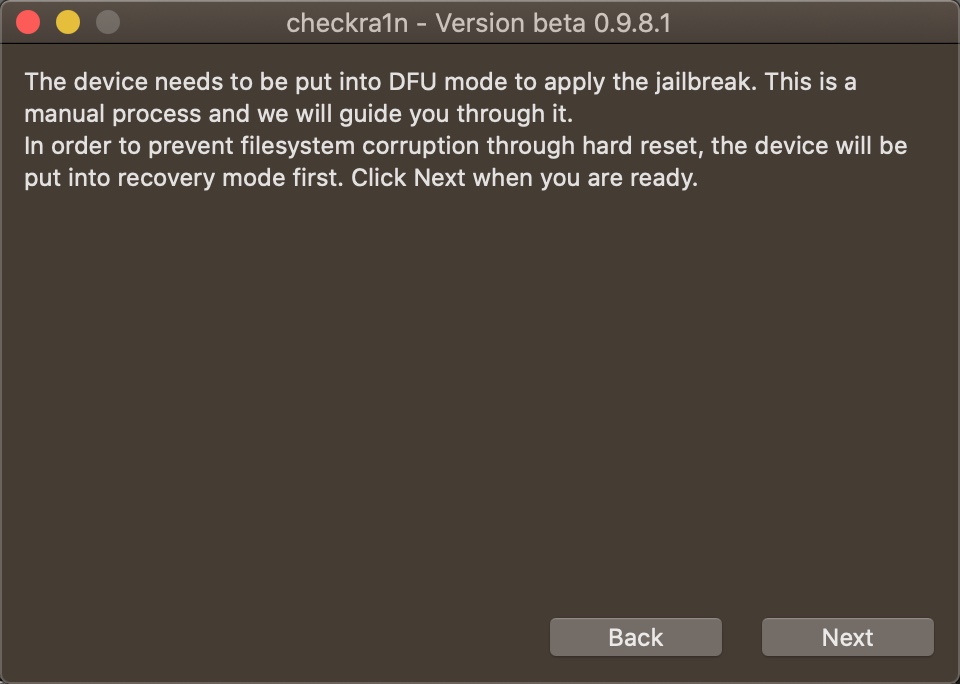 checkra1n - Version beta 0.9.8.1
The device needs to be put into DFU mode to apply the jailbreak. This is a
manual process and we will guide you through it.
In order to prevent filesystem corruption through hard reset, the device will be
put into recovery mode first. Click Next when you are ready.
Back
Next